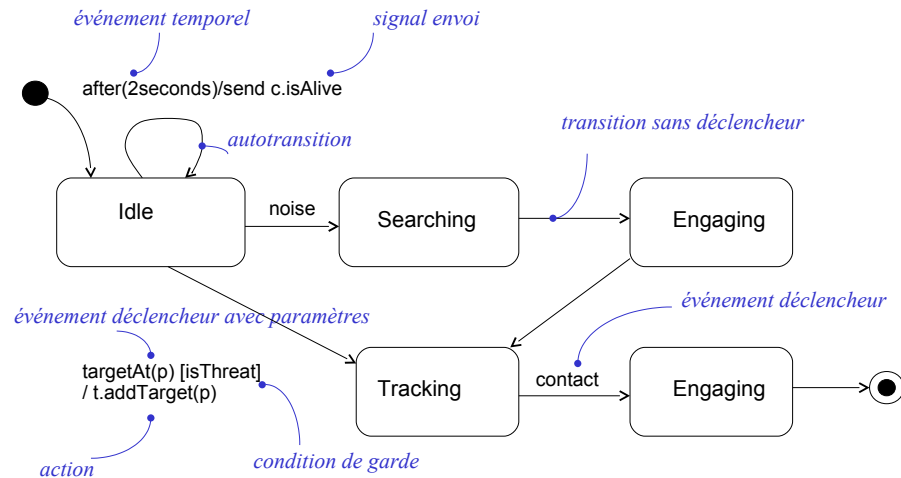 événement temporel
signal envoi
after(2seconds)/send c.isAlive
autotransition
transition sans déclencheur
Idle
noise
Searching
Engaging
événement déclencheur avec paramètres
événement déclencheur
targetAt(p) [isThreat]
/ t.addTarget(p)
Tracking
contact
Engaging
action
condition de garde